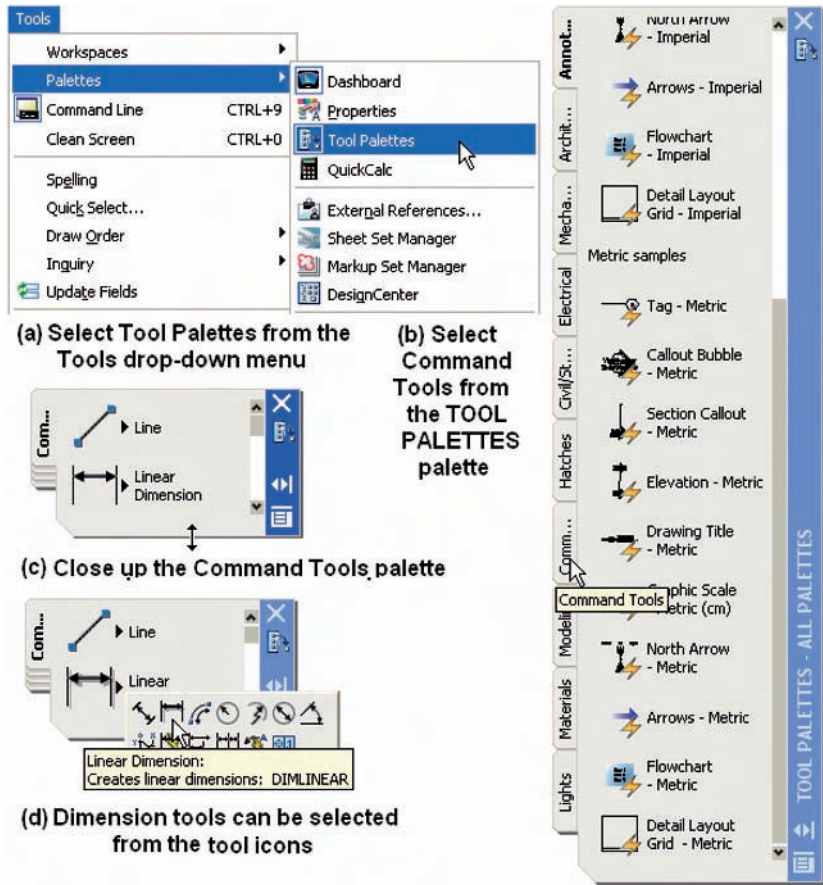 Tools
Workspaces
Palettes
Command Line CTRL+9
Clean Screen CTRL+0
Spelling
Quick Select...
Draw Order
Inquiry
Update Fields
Dashboard
Properties
Tool Palettes
QuickCalc
External References...
Sheet Set Manager
Markup Set Manager
DesignCenter
(a) Select Tool Palettes from the
Tools drop-down menu
(b) Select
Command
Tools from
the TOOL
PALETTES
palette
Com...
Line
Linear
Dimension
(c) Close up the Command Tools palette
Com...
Line
Linear
Linear Dimension:
Creates linear dimensions: DIMLINEAR
(d) Dimension tools can be selected
from the tool icons
Annot...
Archit...
Mecha...
Electrical
Civil/St...
Hatches
Comm...
Command Tools
Materials
Lights
North Arrow
- Imperial
Arrows - Imperial
Flowchart
- Imperial
Detail Layout
Grid - Imperial
Metric samples
Tag - Metric
Callout Bubble
- Metric
Section Callout
- Metric
Elevation - Metric
Drawing Title
- Metric
Scale
(cm)
North Arrow
- Metric
Arrows - Metric
Flowchart
- Metric
Detail Layout
Grid - Metric
TOOL PALETTES - ALL PALETTES